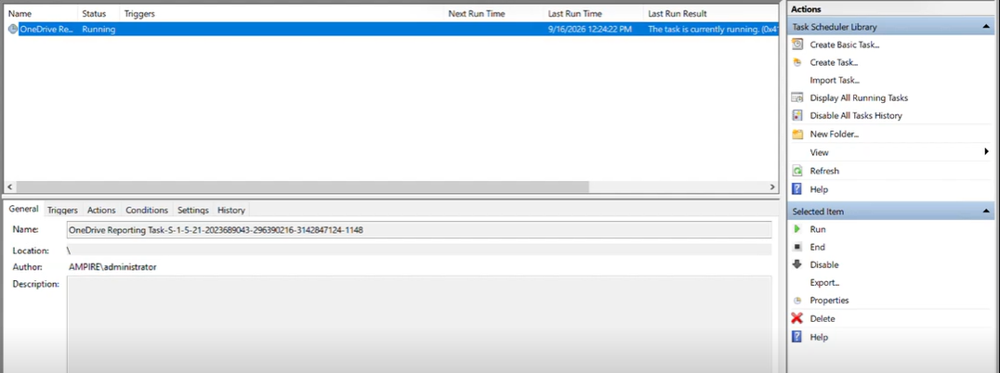 Name Status Triggers Next Run Time Last Run Time Last Run Result
OneDrive Re... Running 9/16/2026 12:24:22 PM The task is currently running. (0x41
General Triggers Actions Conditions Settings History
Name: OneDrive Reporting Task-S-1-5-21-2023689043-296390216-3142847124-1148
Location: \
Author: AMPIRE\administrator
Description:
Actions
Task Scheduler Library
Create Basic Task...
Create Task...
Import Task...
Display All Running Tasks
Disable All Tasks History
New Folder...
View
Refresh
Help
Selected Item
Run
End
Disable
Export...
Properties
Delete
Help